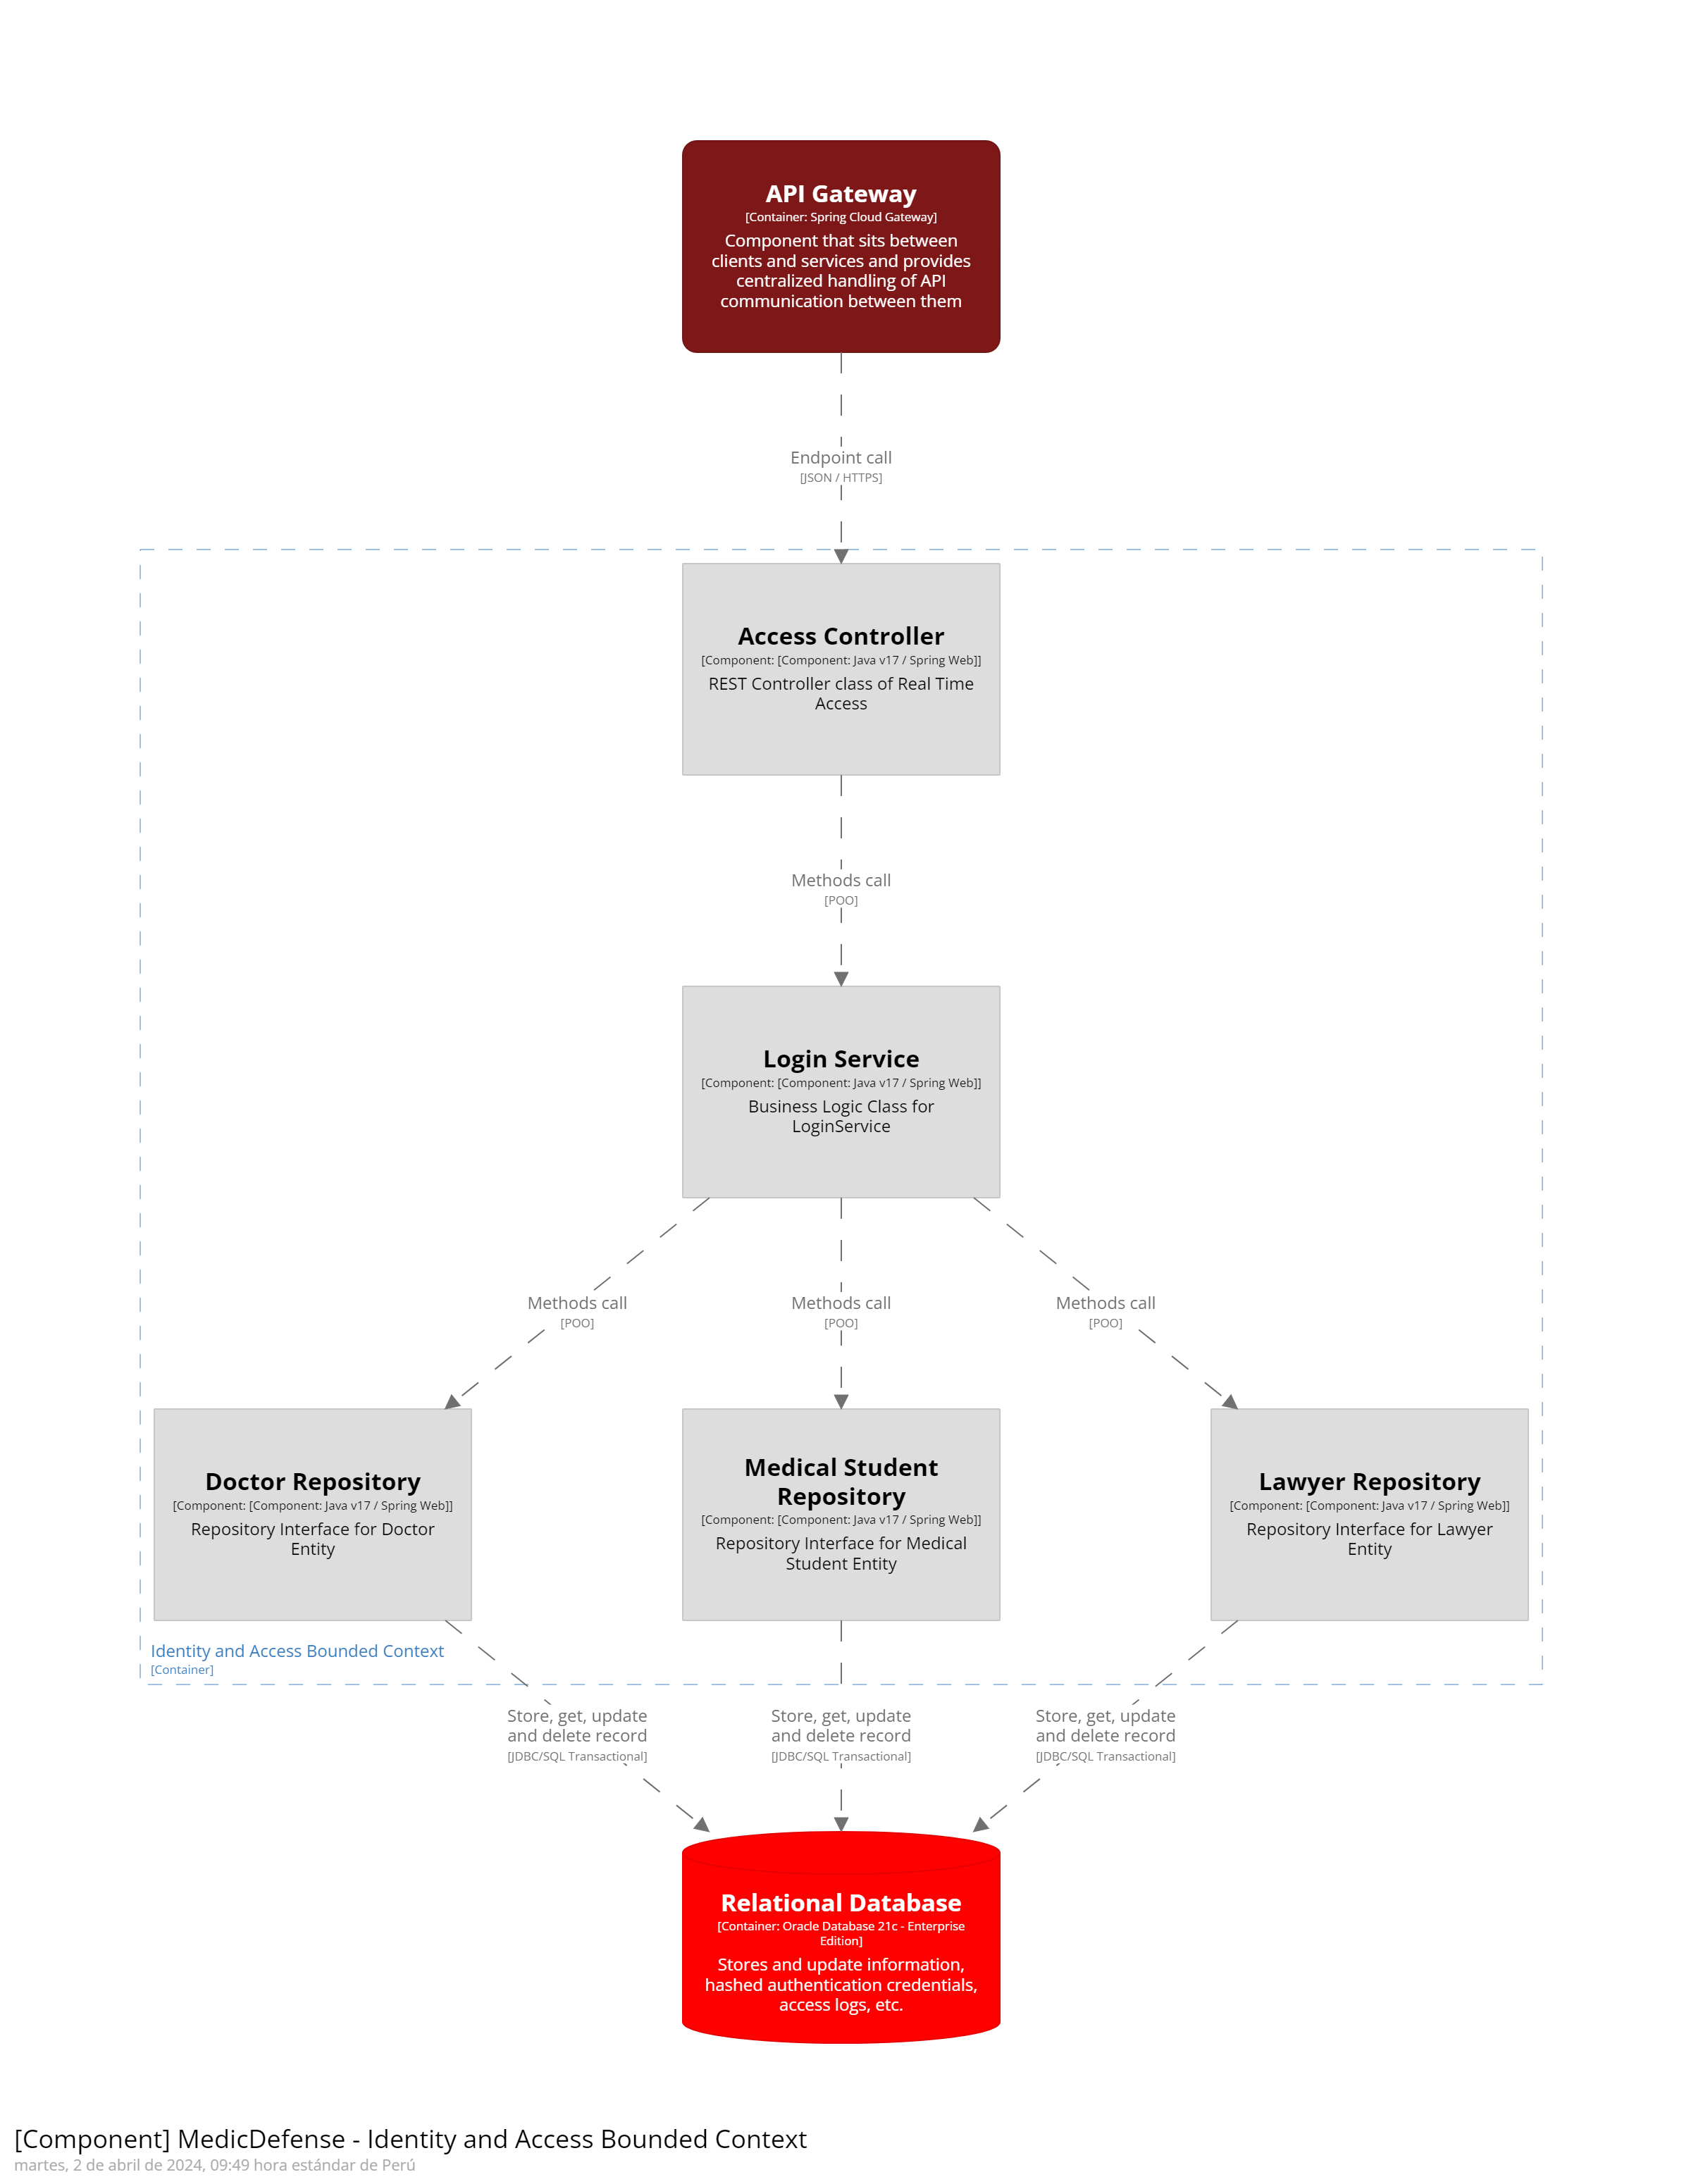 API Gateway
[Container: Spring Cloud Gateway]
Component that sits between
clients and services and provides
centralized handling of API
communication between them
Endpoint call
[JSON / HTTPS]
Access Controller
[Component: [Component: Java v17 / Spring Web]]
REST Controller class of Real Time
Access
Methods call
[POO]
Login Service
[Component: [Component: Java v17 / Spring Web]]
Business Logic Class for
LoginService
Methods call
[POO]
Methods call
[POO]
Methods call
[POO]
Doctor Repository
[Component: [Component: Java v17 / Spring Web]]
Repository Interface for Doctor
Entity
Medical Student
Repository
[Component: [Component: Java v17 / Spring Web]]
Repository Interface for Medical
Student Entity
Lawyer Repository
[Component: [Component: Java v17 / Spring Web]]
Repository Interface for Lawyer
Entity
Identity and Access Bounded Context
[Container]
Store, get, update
and delete record
[JDBC/SQL Transactional]
Store, get, update
and delete record
[JDBC/SQL Transactional]
Store, get, update
and delete record
[JDBC/SQL Transactional]
Relational Database
[Container: Oracle Database 21c - Enterprise
Edition]
Stores and update information,
hashed authentication credentials,
access logs, etc.
[Component] MedicDefense - Identity and Access Bounded Context
martes, 2 de abril de 2024, 09:49 hora estándar de Perú